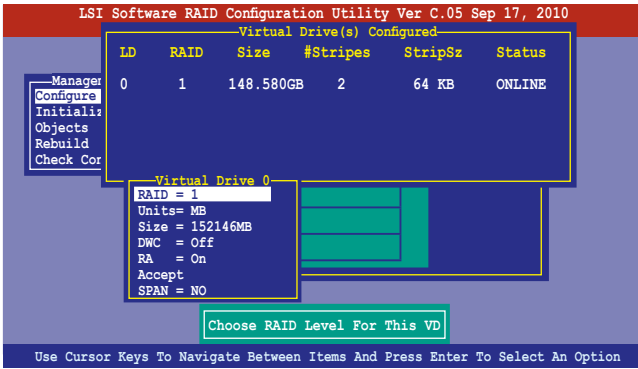 LSI Software RAID Configuration Utility Ver C.05 Sep 17, 2010
Virtual Drive(s) Configured
LD RAID Size #Stripes StripSz Status
0 1 148.580GB 2 64 KB ONLINE
Manager
Configure
Initializ
Objects
Rebuild
Check Con
Virtual Drive 0
RAID = 1
Units= MB
Size = 152146MB
DWC = Off
RA = On
Accept
SPAN = NO
Choose RAID Level For This VD
Use Cursor Keys To Navigate Between Items And Press Enter To Select An Option